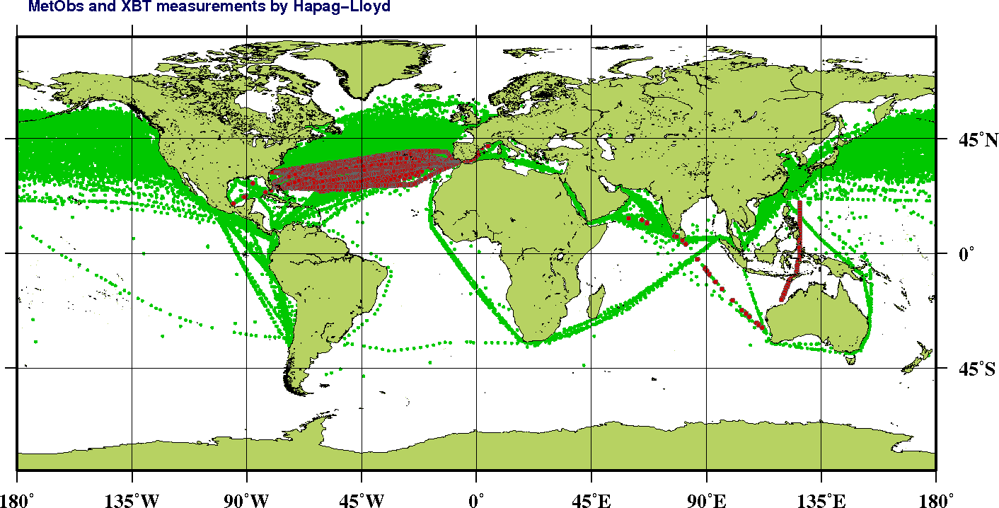 MetObs and XBT measurements by Hapag-Lloyd
45°N
0°
45°S
180° 135°W 90°W 45°W 0° 45°E 90°E 135°E 180°